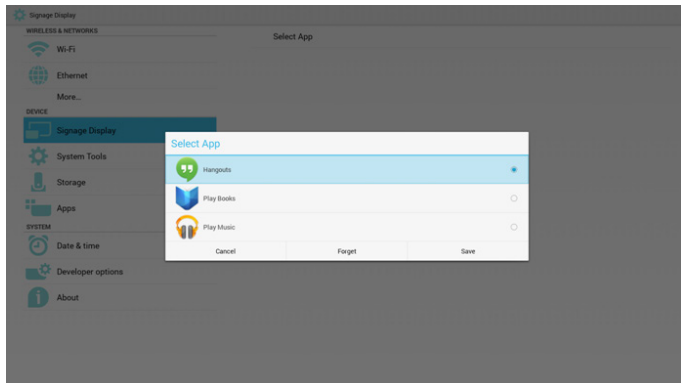 Signage Display
WIRELESS & NETWORKS
Select App
Wi-Fi
Ethernet
More...
DEVICE
Signage Display
System Tools
Storage
Apps
SYSTEM
Date & time
Developer options
About
Select App
Hangouts
Play Books
Play Music
Cancel Forget Save